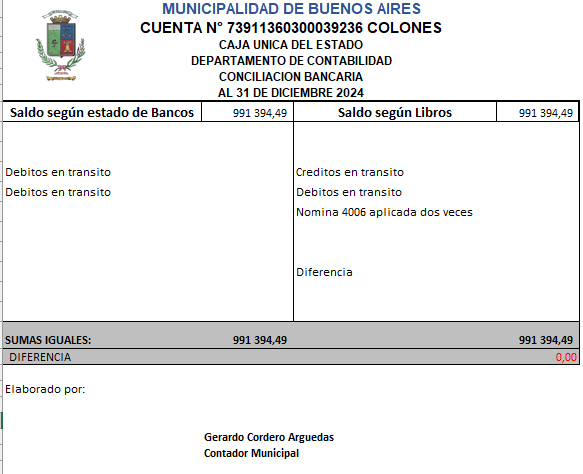 MUNICIPALIDAD DE BUENOS AIRES
CUENTA N° 73911360300039236 COLONES
CAJA UNICA DEL ESTADO
DEPARTAMENTO DE CONTABILIDAD
CONCILIACION BANCARIA
AL 31 DE DICIEMBRE 2024
Saldo según estado de Bancos 991 394,49 Saldo según Libros 991 394,49
Debitos en transito Creditos en transito
Debitos en transito Debitos en transito
Nomina 4006 aplicada dos veces
Diferencia
SUMAS IGUALES: 991 394,49 991 394,49
DIFERENCIA 0,00
Elaborado por:
Gerardo Cordero Arguedas
Contador Municipal